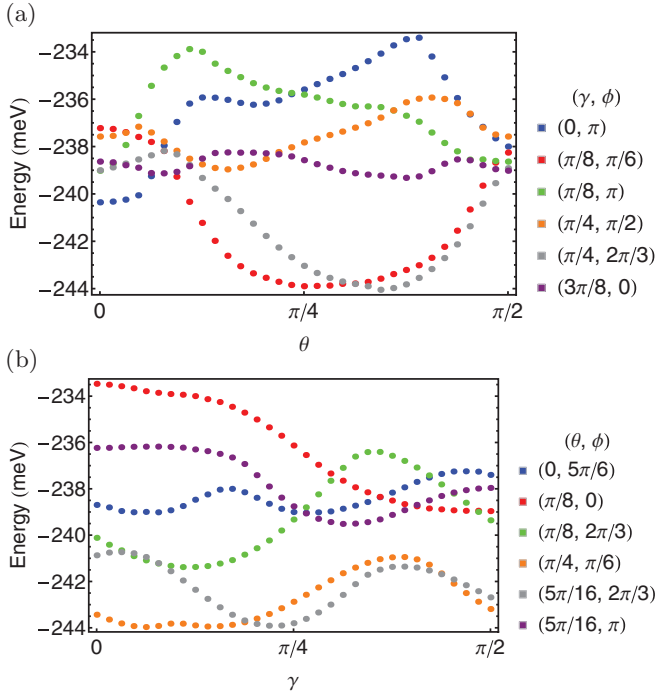 (a)
Energy (meV)
−234
−236
−238
−240
−242
−244
0
π/4
π/2
θ
(γ, ϕ)
(0, π)
(π/8, π/6)
(π/8, π)
(π/4, π/2)
(π/4, 2π/3)
(3π/8, 0)
(b)
Energy (meV)
−234
−236
−238
−240
−242
−244
0
π/4
π/2
γ
(θ, ϕ)
(0, 5π/6)
(π/8, 0)
(π/8, 2π/3)
(π/4, π/6)
(5π/16, 2π/3)
(5π/16, π)